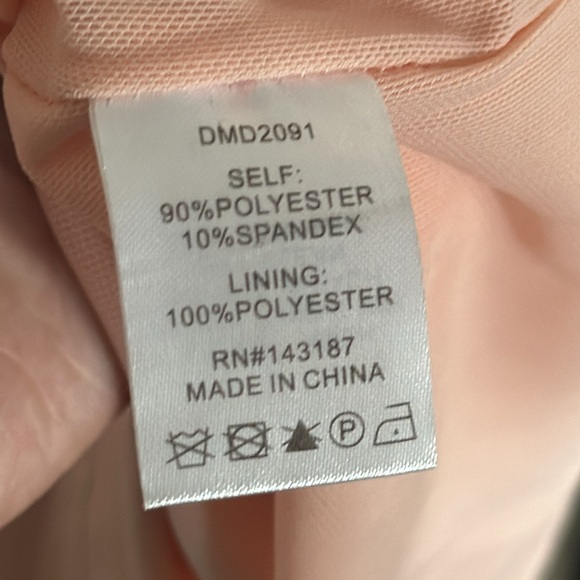 DMD2091
SELF:
90%POLYESTER
10%SPANDEX
LINING:
100%POLYESTER
RN#143187
MADE IN CHINA
P